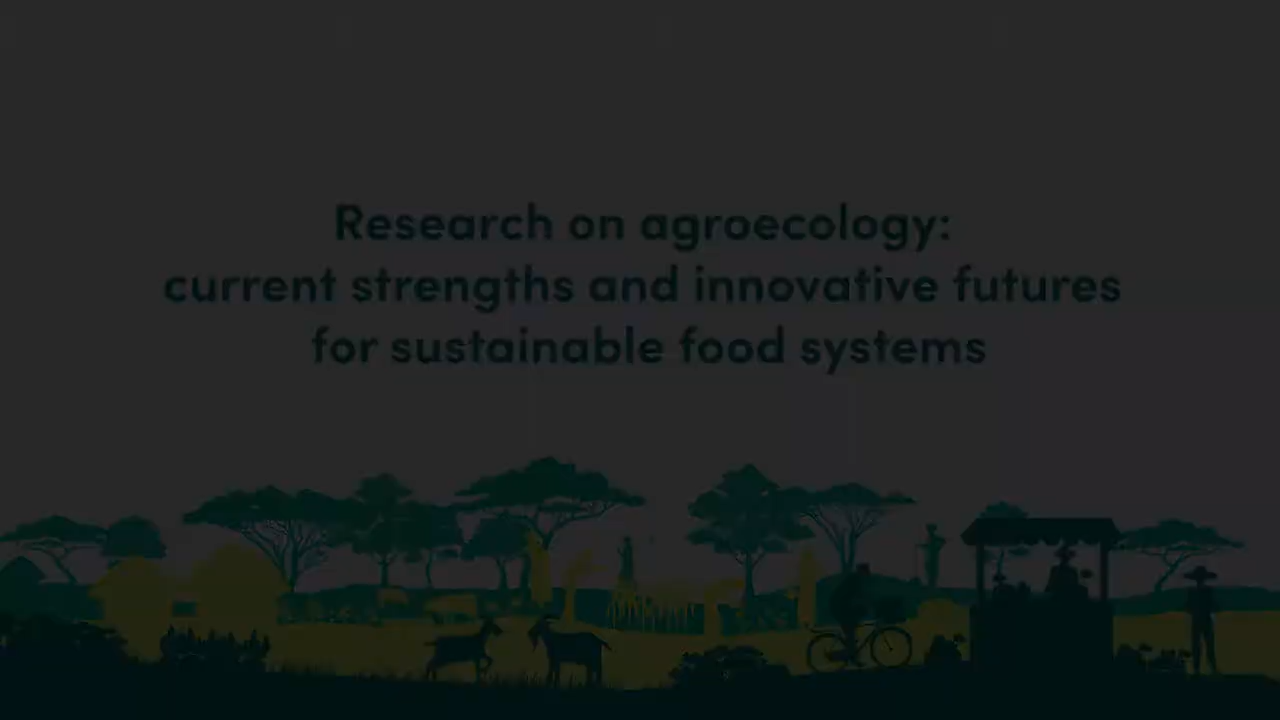 Research on agroecology:
current strengths and innovative futures
for sustainable food systems